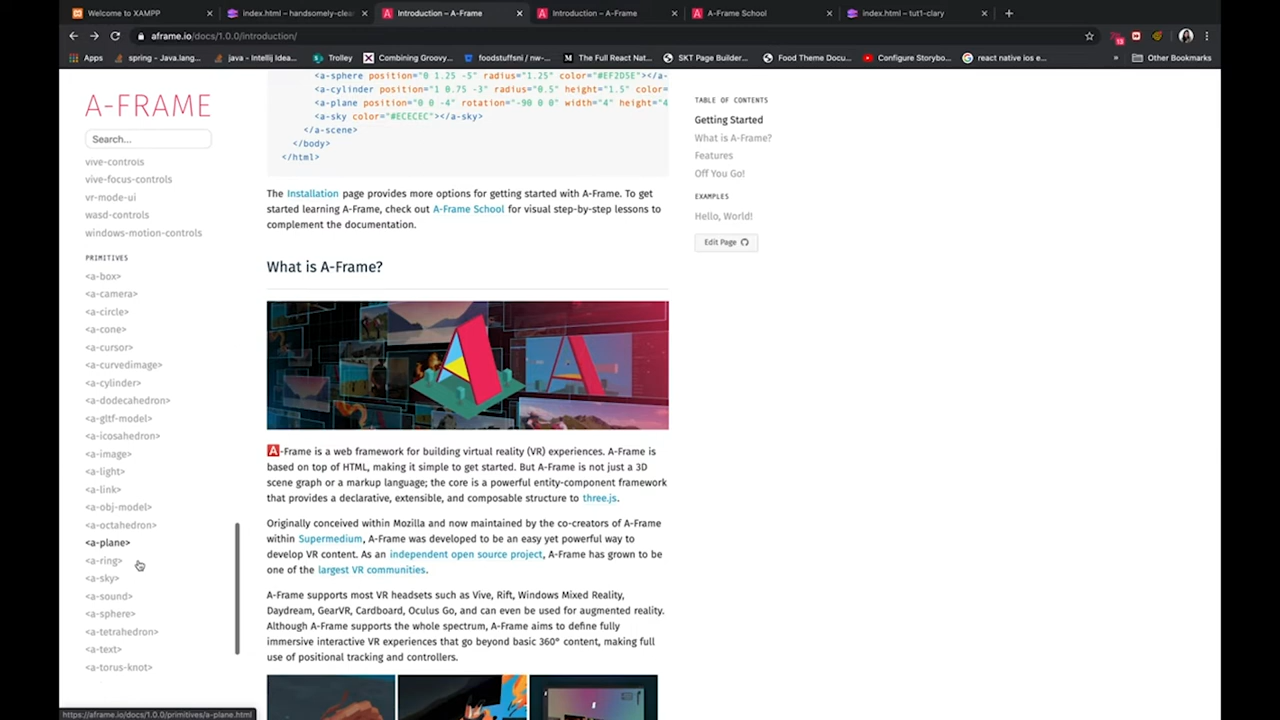 Welcome to XAMPP
index.html – handsomely-clea
Introduction – A-Frame
Introduction – A-Frame
A-Frame School
index.html – tut1-clary
aframe.io/docs/1.0.0/introduction/
Apps
spring - Java.lang...
java - Intellij Idea...
Trolley
Combining Groovy...
foodstuffsni / nw-...
The Full React Nat...
SKT Page Builder...
Food Theme Docu...
Configure Storybo...
react native ios e...
»
Other Bookmarks
A-FRAME
Search...
vive-controls
vive-focus-controls
vr-mode-ui
wasd-controls
windows-motion-controls
PRIMITIVES
<a-box>
<a-camera>
<a-circle>
<a-cone>
<a-cursor>
<a-curvedimage>
<a-cylinder>
<a-dodecahedron>
<a-gltf-model>
<a-icosahedron>
<a-image>
<a-light>
<a-link>
<a-obj-model>
<a-octahedron>
<a-plane>
<a-ring>
<a-sky>
<a-sound>
<a-sphere>
<a-tetrahedron>
<a-text>
<a-torus-knot>
https://aframe.io/docs/1.0.0/primitives/a-plane.html
<a-sphere position="0 1.25 -5" radius="1.25" color="#EF2D5E"></a-
<a-cylinder position="1 0.75 -3" radius="0.5" height="1.5" color=
<a-plane position="0 0 -4" rotation="-90 0 0" width="4" height="4
<a-sky color="#ECECEC"></a-sky>
</a-scene>
</body>
</html>
The Installation page provides more options for getting started with A-Frame. To get
started learning A-Frame, check out A-Frame School for visual step-by-step lessons to
complement the documentation.
What is A-Frame?
A-Frame is a web framework for building virtual reality (VR) experiences. A-Frame is
based on top of HTML, making it simple to get started. But A-Frame is not just a 3D
scene graph or a markup language; the core is a powerful entity-component framework
that provides a declarative, extensible, and composable structure to three.js.
Originally conceived within Mozilla and now maintained by the co-creators of A-Frame
within Supermedium, A-Frame was developed to be an easy yet powerful way to
develop VR content. As an independent open source project, A-Frame has grown to be
one of the largest VR communities.
A-Frame supports most VR headsets such as Vive, Rift, Windows Mixed Reality,
Daydream, GearVR, Cardboard, Oculus Go, and can even be used for augmented reality.
Although A-Frame supports the whole spectrum, A-Frame aims to define fully
immersive interactive VR experiences that go beyond basic 360° content, making full
use of positional tracking and controllers.
TABLE OF CONTENTS
Getting Started
What is A-Frame?
Features
Off You Go!
EXAMPLES
Hello, World!
Edit Page